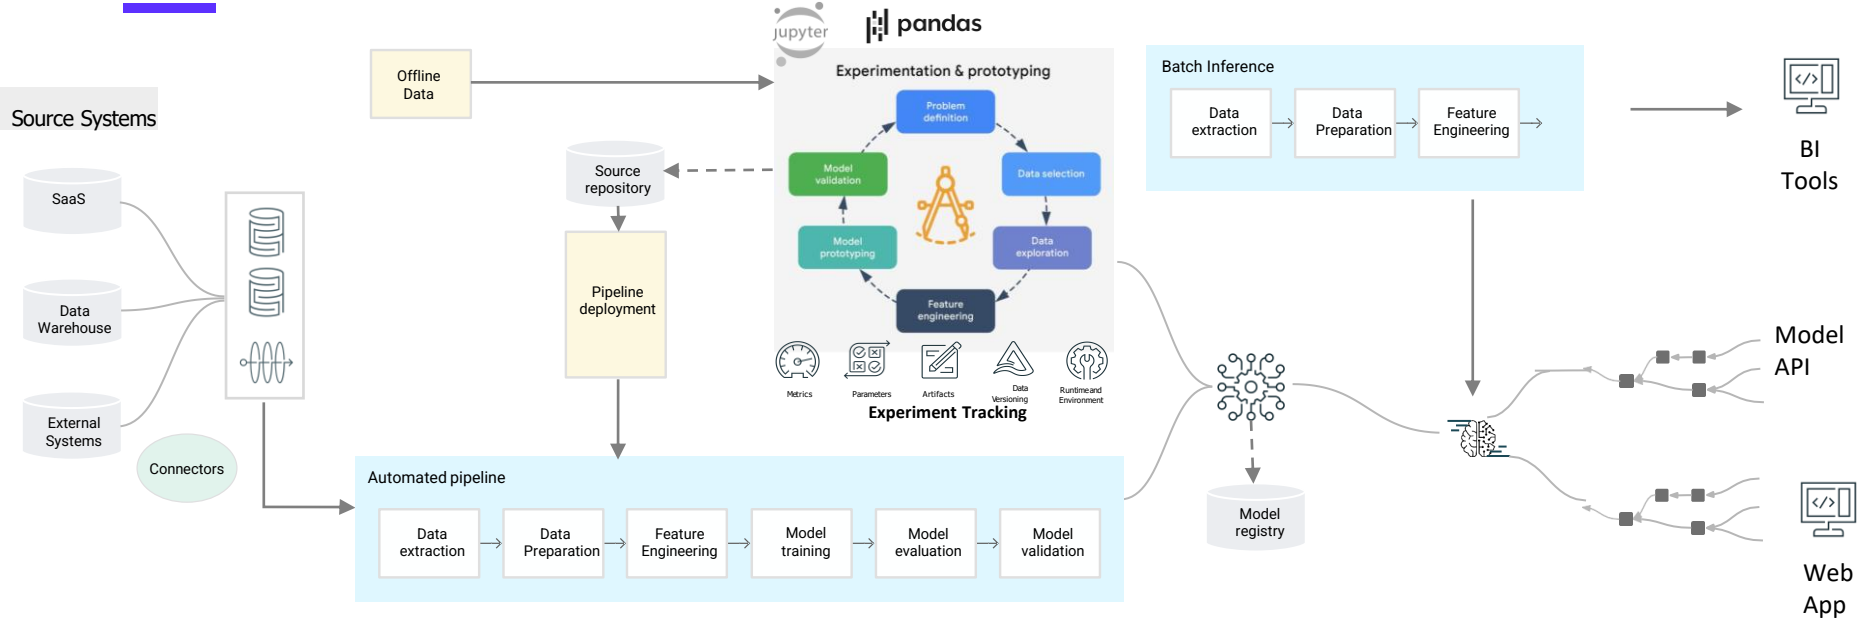 jupyter
pandas
Offline
Data
Experimentation & prototyping
Problem
definition
Data selection
Data
exploration
Feature
engineering
Model
prototyping
Model
validation
Metrics
Parameters
Artifacts
Data
Versioning
Runtime and
Environment
Experiment Tracking
Batch Inference
Data
extraction
Data
Preparation
Feature
Engineering
BI
Tools
Source Systems
SaaS
Data
Warehouse
External
Systems
Connectors
Source
repository
Pipeline
deployment
Automated pipeline
Data
extraction
Data
Preparation
Feature
Engineering
Model
training
Model
evaluation
Model
validation
Model
registry
Model
API
Web
App